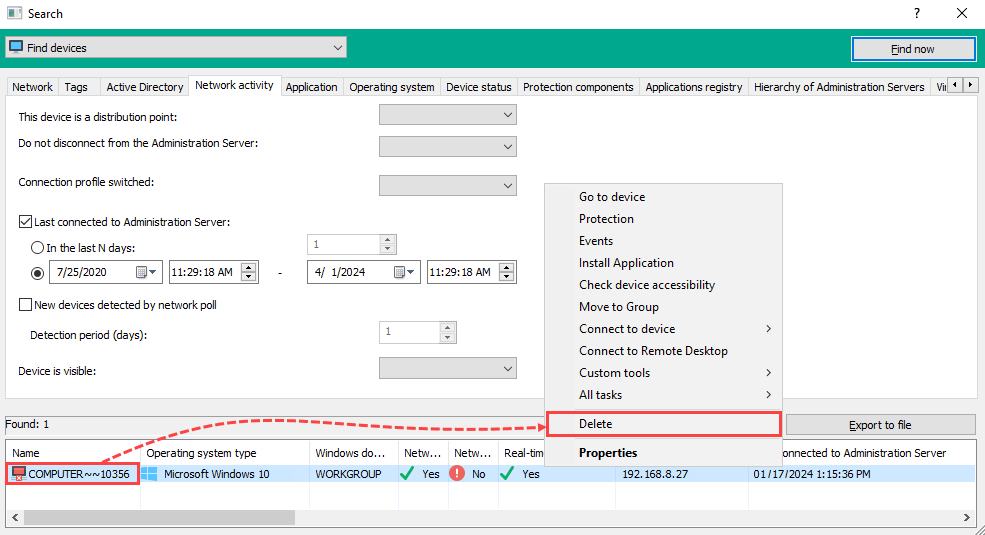 Search
Find devices
Find now
Network Tags Active Directory Network activity Application Operating system Device status Protection components Applications registry Hierarchy of Administration Servers
This device is a distribution point:
Do not disconnect from the Administration Server:
Connection profile switched:
Last connected to Administration Server:
In the last N days: 1
7/25/2020 11:29:18 AM - 4/ 1/2024 11:29:18 AM
New devices detected by network poll
Detection period (days): 1
Device is visible:
Go to device
Protection
Events
Install Application
Check device accessibility
Move to Group
Connect to device
Connect to Remote Desktop
Custom tools
All tasks
Delete
Properties
Found: 1
Export to file
Name Operating system type Windows do... Netw... Netw... Real-tim onnected to Administration Server
COMPUTER~~10356 Microsoft Windows 10 WORKGROUP Yes No Yes 192.168.8.27 01/17/2024 1:15:36 PM